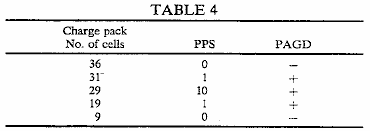 TABLE 4
Charge pack
No. of cells PPS PAGD
36 0 −
31 1 +
29 10 +
19 1 +
9 0 −